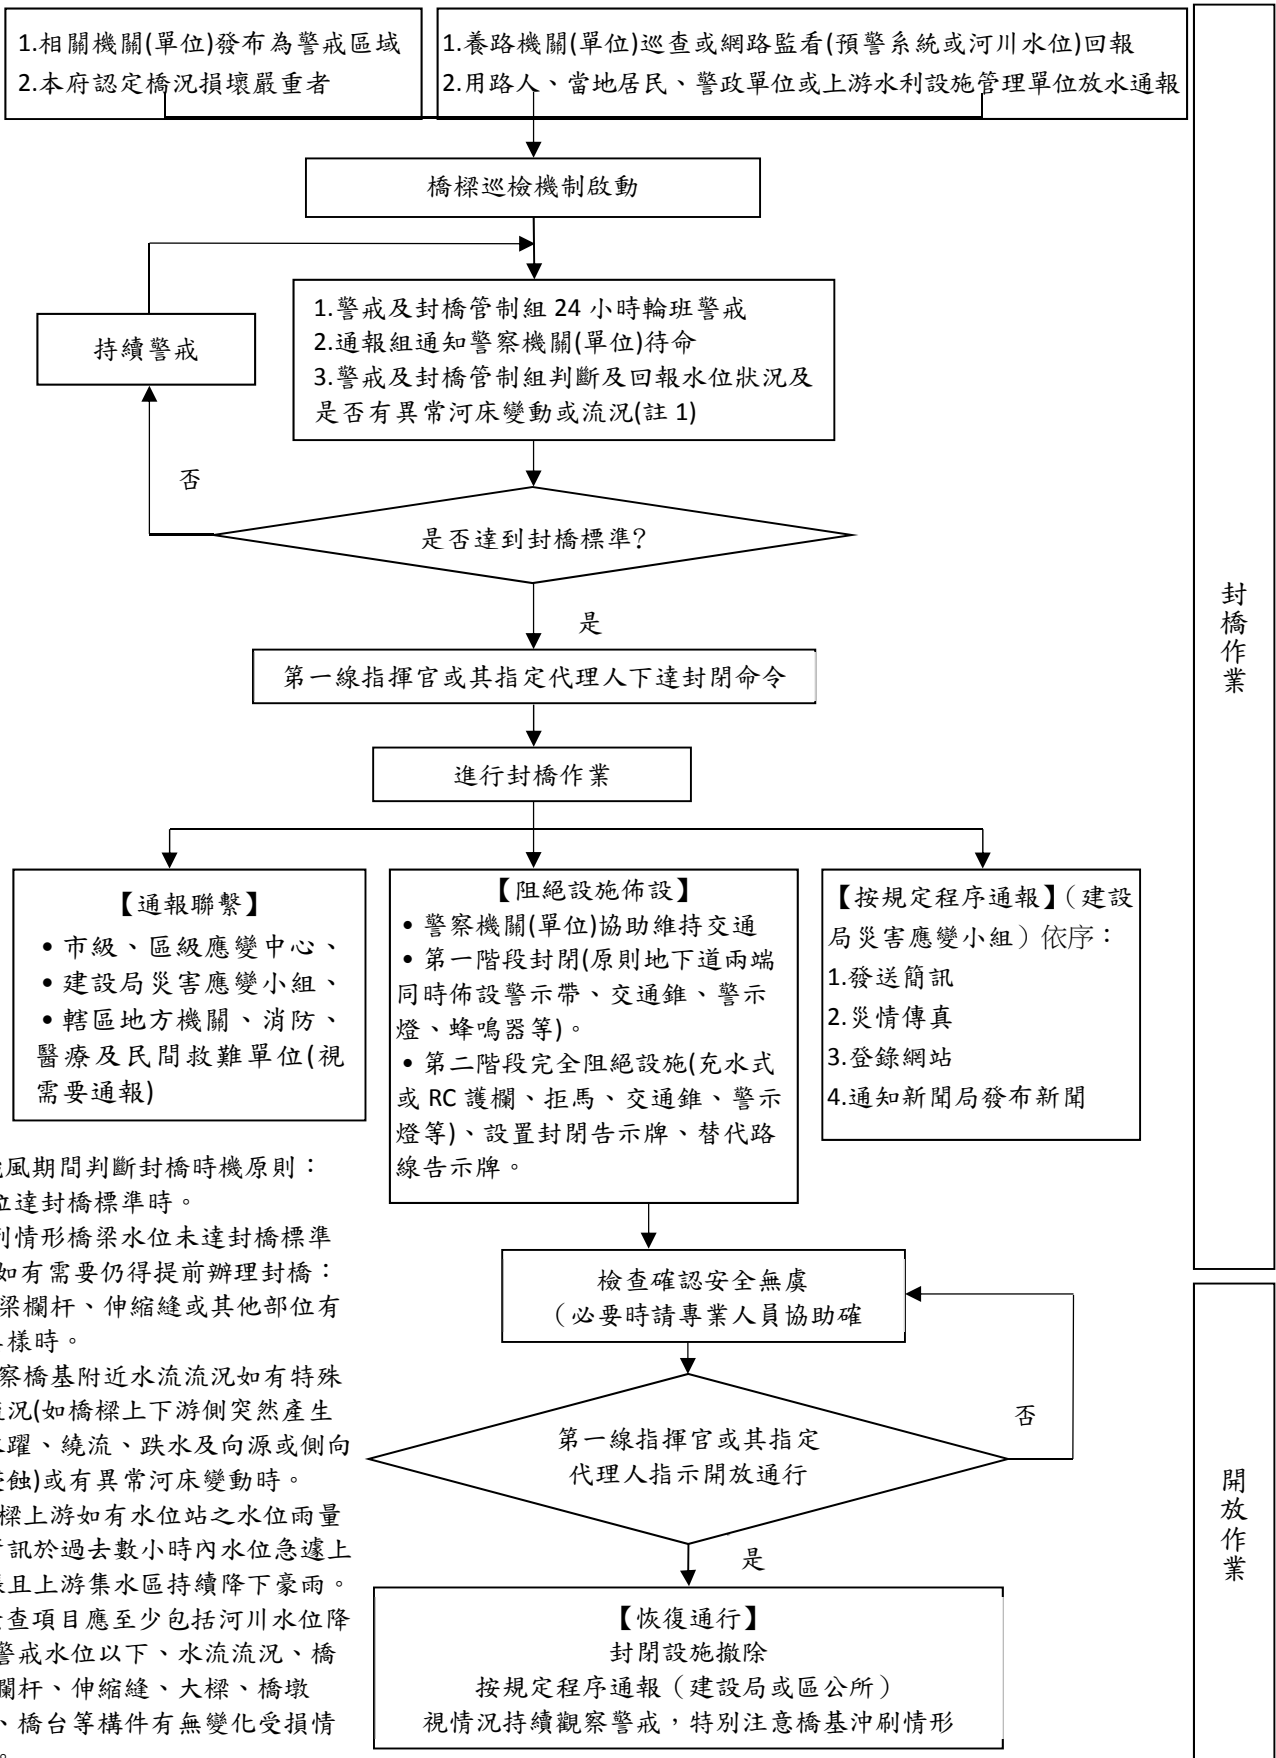 1.相關機關(單位)發布為警戒區域
2.本府認定橋況損壞嚴重者
1.養路機關(單位)巡查或網路監看(預警系統或河川水位)回報
2.用路人、當地居民、警政單位或上游水利設施管理單位放水通報
橋樑巡檢機制啟動
持續警戒
1.警戒及封橋管制組 24 小時輪班警戒
2.通報組通知警察機關(單位)待命
3.警戒及封橋管制組判斷及回報水位狀況及
是否有異常河床變動或流況(註 1)
否
是否達到封橋標準?
是
第一線指揮官或其指定代理人下達封閉命令
進行封橋作業
封橋作業
【通報聯繫】
•市級、區級應變中心、
•建設局災害應變小組、
•轄區地方機關、消防、
醫療及民間救難單位(視
需要通報)
【阻絕設施佈設】
•警察機關(單位)協助維持交通
•第一階段封閉(原則地下道兩端
同時佈設警示帶、交通錐、警示
燈、蜂鳴器等)。
•第二階段完全阻絕設施(充水式
或 RC 護欄、拒馬、交通錐、警示
燈等)、設置封閉告示牌、替代路
線告示牌。
【按規定程序通報】（建設
局災害應變小組）依序：
1.發送簡訊
2.災情傳真
3.登錄網站
4.通知新聞局發布新聞
風期間判斷封橋時機原則：
位達封橋標準時。
列情形橋梁水位未達封橋標準
如有需要仍得提前辦理封橋：
梁欄杆、伸縮縫或其他部位有
樣時。
察橋基附近水流流況如有特殊
流況(如橋樑上下游側突然產生
水躍、繞流、跌水及向源或側向
侵蝕)或有異常河床變動時。
樑上游如有水位站之水位雨量
資訊於過去數小時內水位急遽上
漲且上游集水區持續降下豪雨。
檢查項目應至少包括河川水位降
警戒水位以下、水流流況、橋
欄杆、伸縮縫、大樑、橋墩
、橋台等構件有無變化受損情
。
檢查確認安全無虞
（必要時請專業人員協助確
第一線指揮官或其指定
代理人指示開放通行
否
是
【恢復通行】
封閉設施撤除
按規定程序通報（建設局或區公所）
視情況持續觀察警戒，特別注意橋基沖刷情形
開放作業